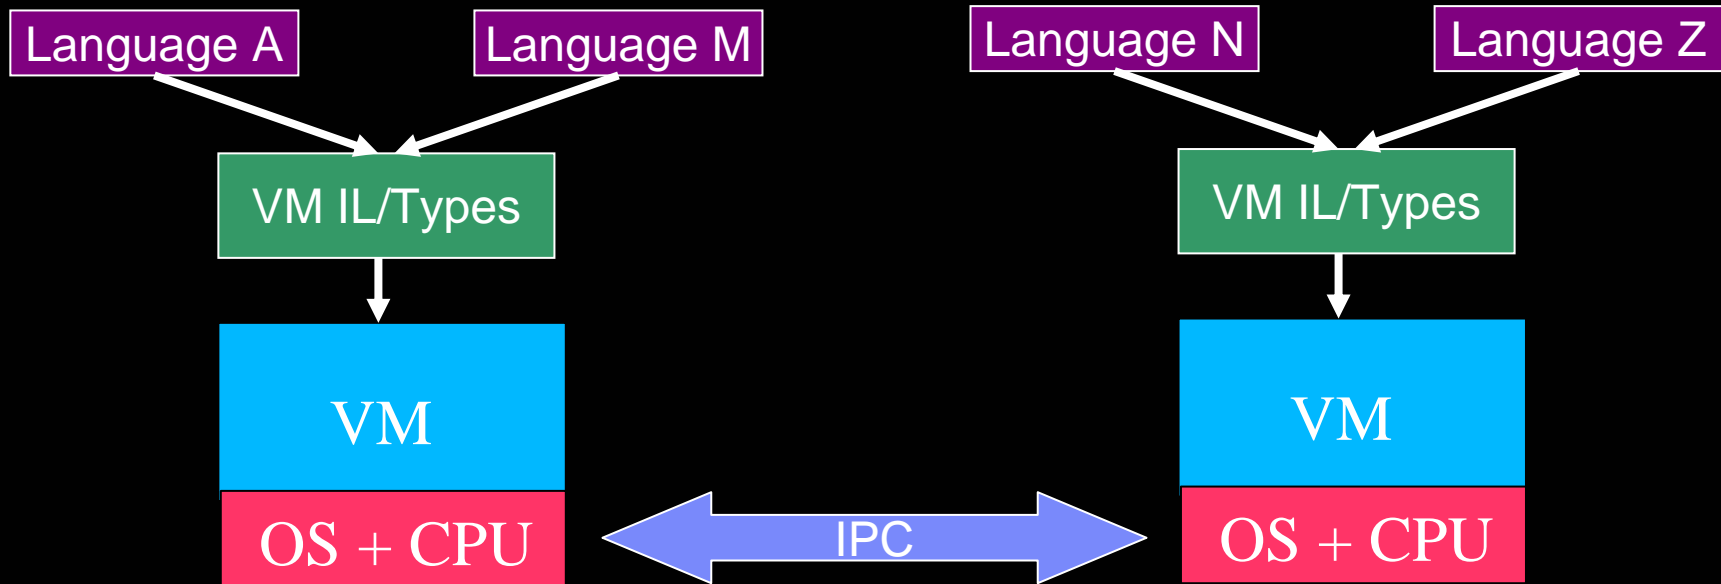 Language A
Language M
Language N
Language Z
VM IL/Types
VM IL/Types
VM
VM
OS + CPU
IPC
OS + CPU